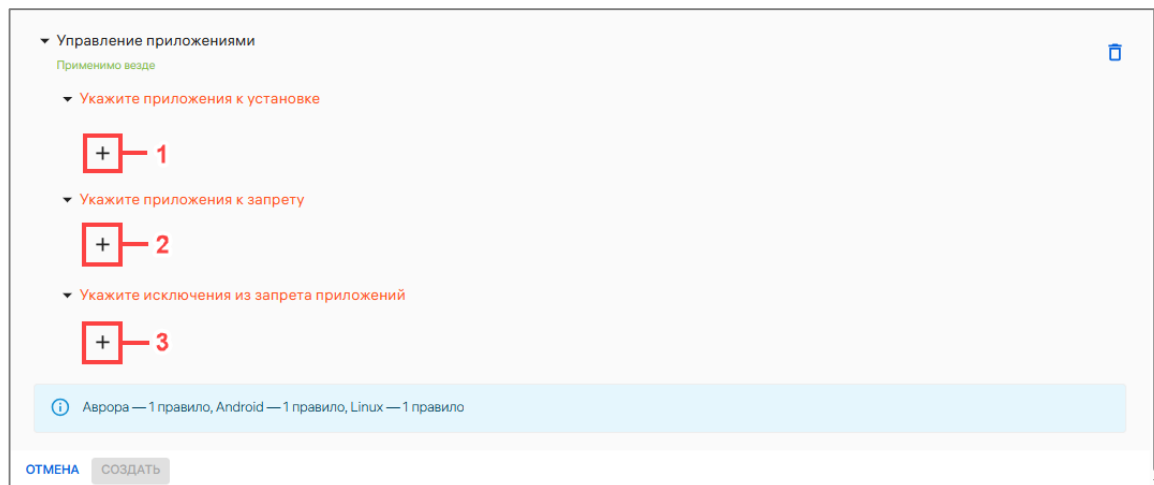 Управление приложениями
Применимо везде
Укажите приложения к установке
+ 1
Укажите приложения к запрету
+ 2
Укажите исключения из запрета приложений
+ 3
Аврора — 1 правило, Android — 1 правило, Linux — 1 правило
ОТМЕНА СОЗДАТЬ